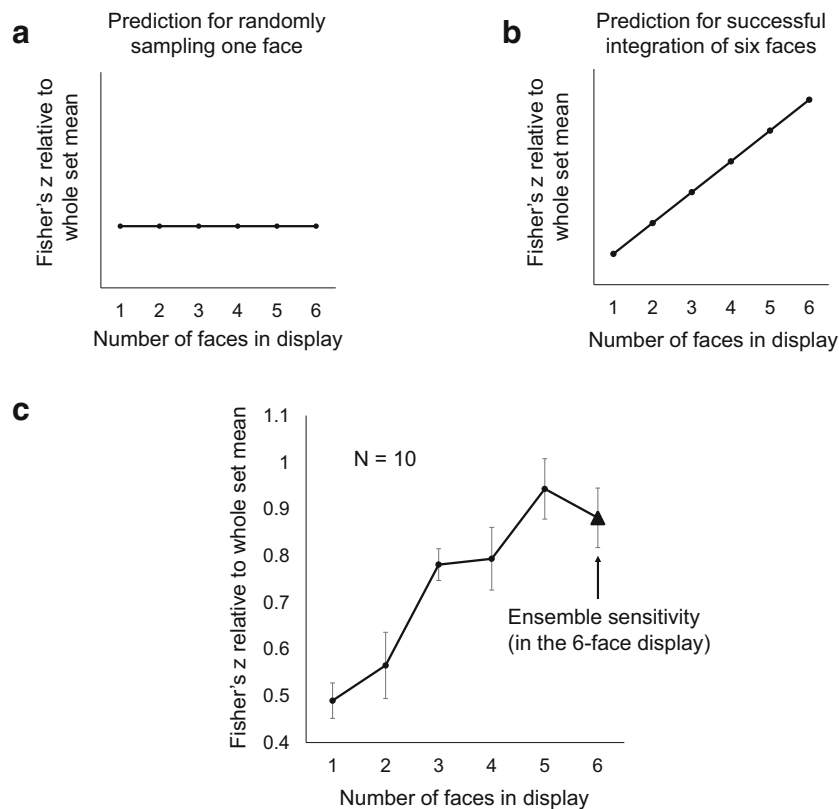 a
Prediction for randomly
sampling one face
Fisher's z relative to
whole set mean
1 2 3 4 5 6
Number of faces in display
b
Prediction for successful
integration of six faces
Fisher's z relative to
whole set mean
1 2 3 4 5 6
Number of faces in display
c
Fisher's z relative to whole set mean
1.1
1
0.9
0.8
0.7
0.6
0.5
0.4
N = 10
Ensemble sensitivity
(in the 6-face display)
1 2 3 4 5 6
Number of faces in display